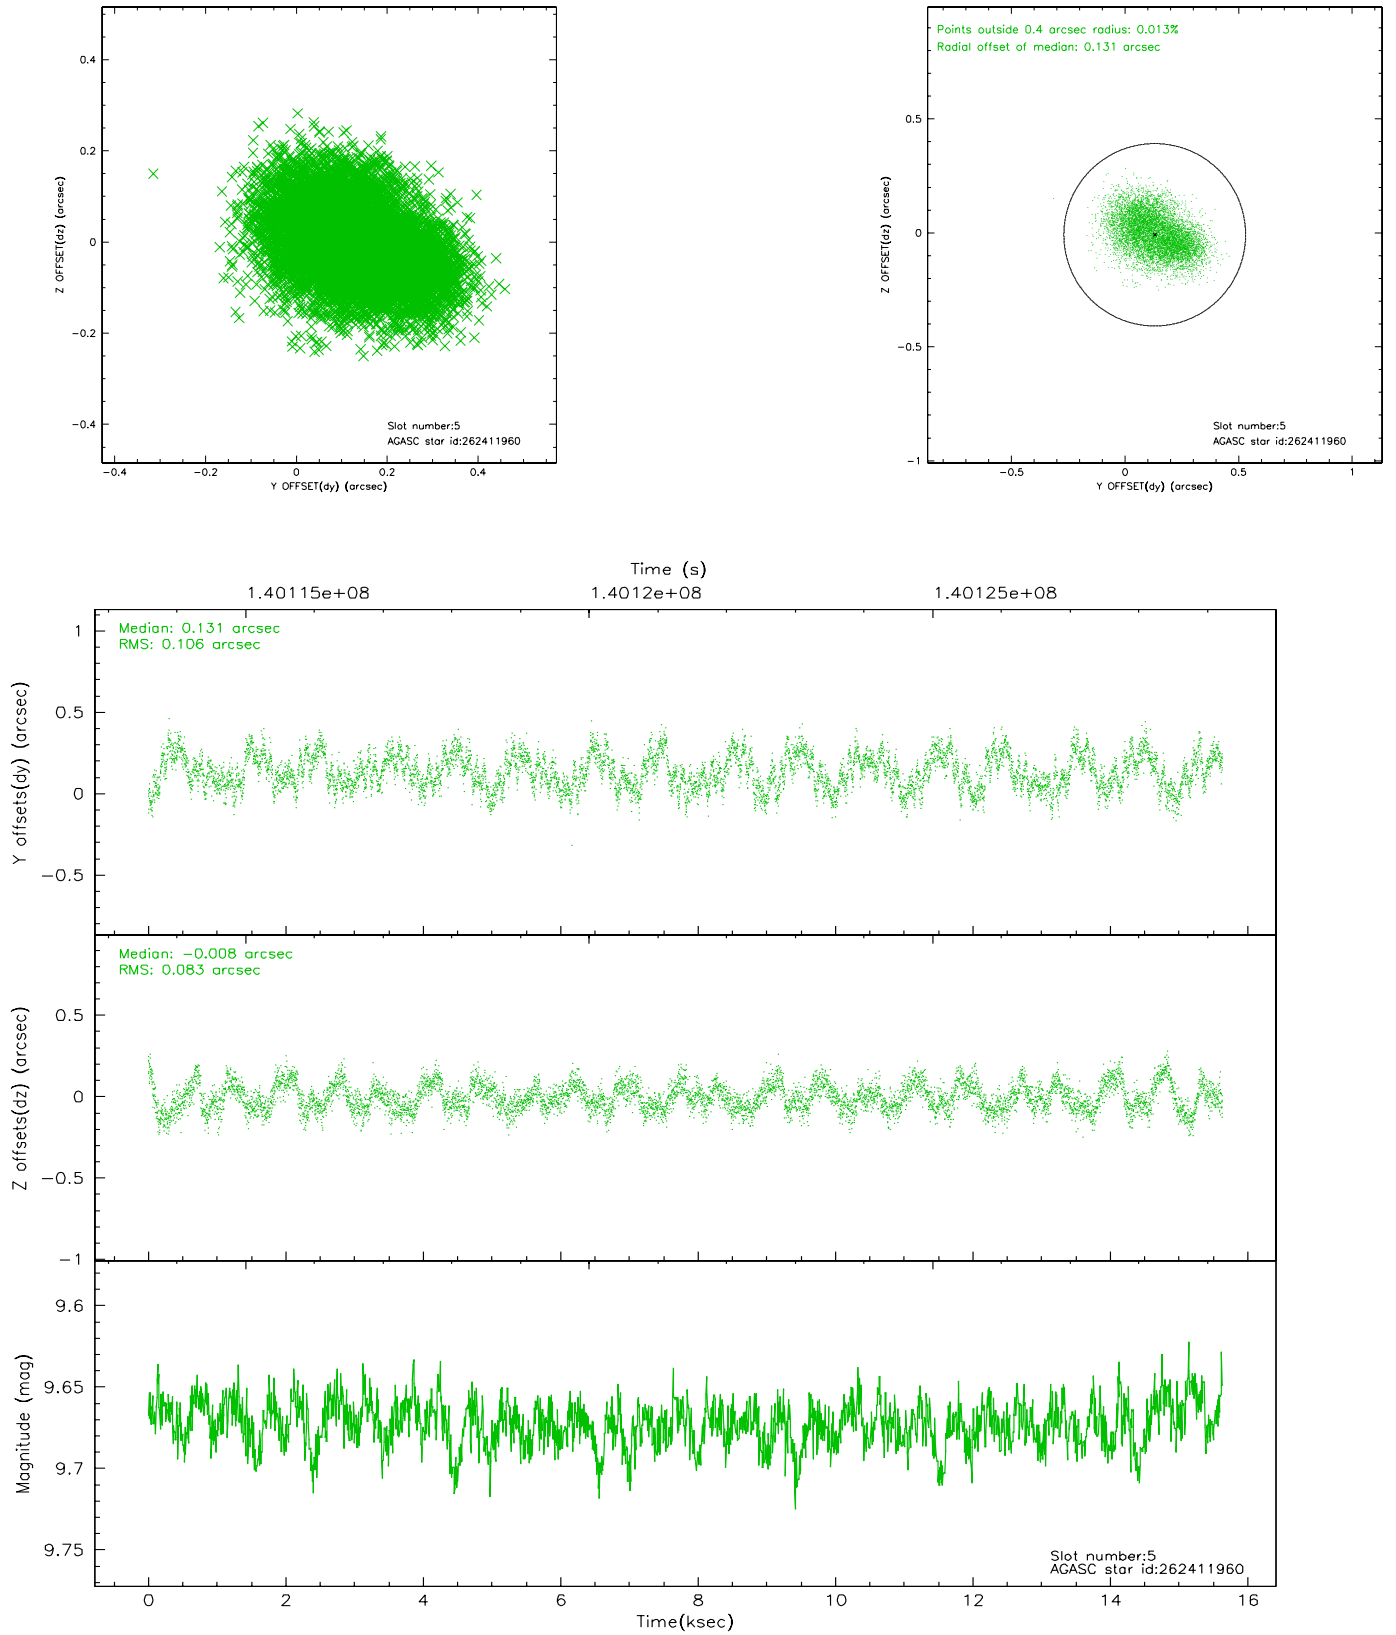 0.4
0.2
0
−0.2
−0.4
Z OFFSET(dz) (arcsec)
−0.4
−0.2
0
0.2
0.4
Y OFFSET(dy) (arcsec)
Slot number:5
AGASC star id:262411960
Points outside 0.4 arcsec radius: 0.013%
Radial offset of median: 0.131 arcsec
0.5
0
−0.5
−1
Z OFFSET(dz) (arcsec)
−0.5
0
0.5
1
Y OFFSET(dy) (arcsec)
Slot number:5
AGASC star id:262411960
Time (s)
1.40115e+08
1.4012e+08
1.40125e+08
Median: 0.131 arcsec
RMS: 0.106 arcsec
1
0.5
0
−0.5
Y offsets(dy) (arcsec)
Median: −0.008 arcsec
RMS: 0.083 arcsec
0.5
0
−0.5
−1
Z offsets(dz) (arcsec)
9.6
9.65
9.7
9.75
Magnitude (mag)
Slot number:5
AGASC star id:262411960
0
2
4
6
8
10
12
14
16
Time(ksec)